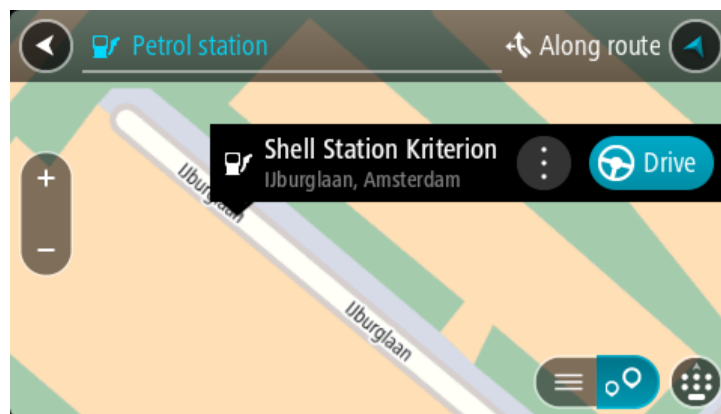 Petrol station
Along route
Shell Station Kriterion
IJburglaan, Amsterdam
Drive
IJburglaan
IJburglaan
+
−